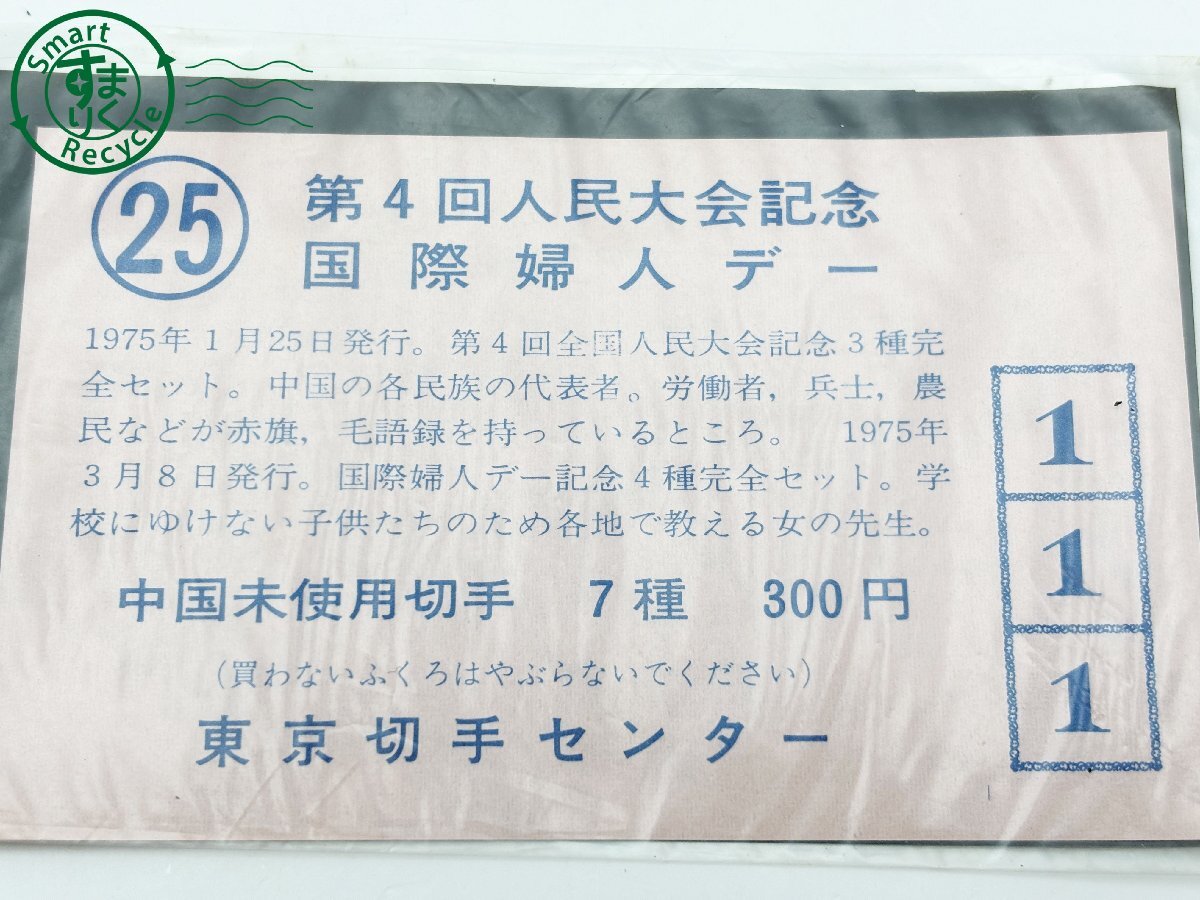 Smart
すまりく
Recycle
25
第4回人民大会記念
国際婦人デー
1975年1月25日発行。第4回全国人民大会記念3種完
全セット。中国の各民族の代表者。労働者,兵士,農
民などが赤旗,毛語録を持っているところ。 1975年
3月8日発行。国際婦人デー記念4種完全セット。学
校にゆけない子供たちのため各地で教える女の先生。
中国未使用切手 7種 300円
(買わないふくろはやぶらないでください)
東京切手センター
1
1
1